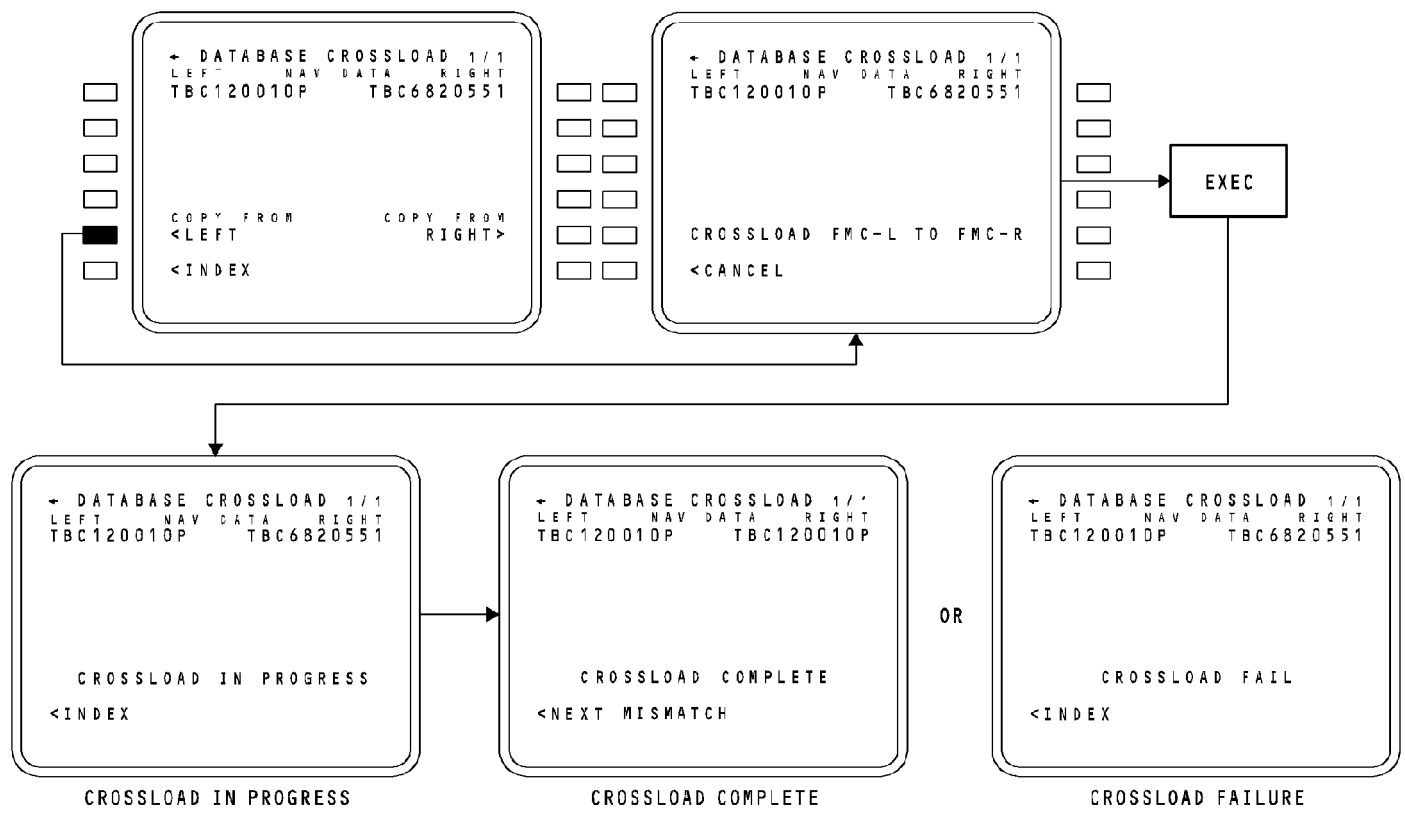 ← DATABASE CROSSLOAD 1/1
LEFT NAV DATA RIGHT
TBC120010P TBC6820551
COPY FROM COPY FROM
<LEFT RIGHT>
<INDEX
← DATABASE CROSSLOAD 1/1
LEFT NAV DATA RIGHT
TBC120010P TBC6820551
CROSSLOAD FMC-L TO FMC-R
<CANCEL
EXEC
← DATABASE CROSSLOAD 1/1
LEFT NAV DATA RIGHT
TBC120010P TBC6820551
CROSSLOAD IN PROGRESS
<INDEX
CROSSLOAD IN PROGRESS
← DATABASE CROSSLOAD 1/1
LEFT NAV DATA RIGHT
TBC120010P TBC120010P
CROSSLOAD COMPLETE
<NEXT MISMATCH
CROSSLOAD COMPLETE
OR
← DATABASE CROSSLOAD 1/1
LEFT NAV DATA RIGHT
TBC120010P TBC6820551
CROSSLOAD FAIL
<INDEX
CROSSLOAD FAILURE